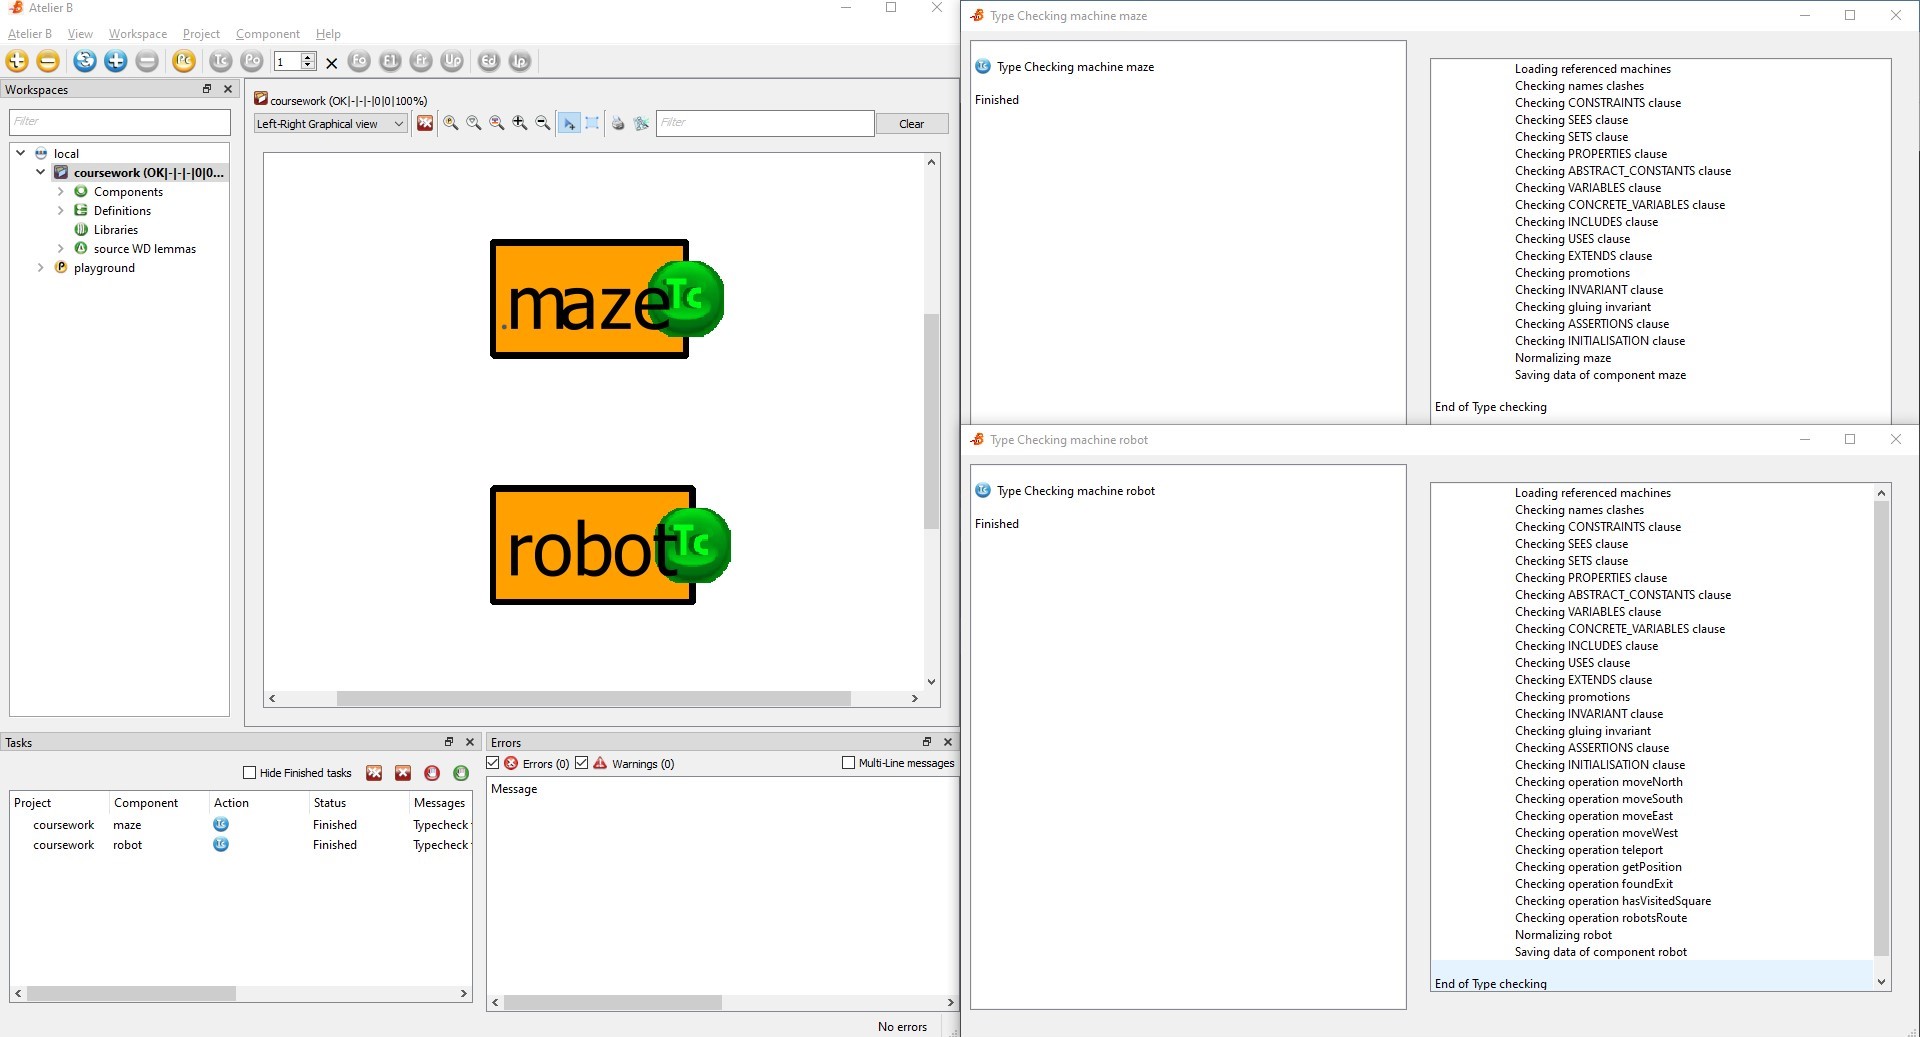 Atelier B
Atelier B View Workspace Project Component Help
Pc Tc Po 1 Fo Fr Up Ed Ip
Workspaces
Filter
local
coursework (OK|-|-|-|0|0...
Components
Definitions
Libraries
source WD lemmas
playground
coursework (OK|-|-|-|0|0|100%)
Left-Right Graphical view
Filter
Clear
.maze
Tc
robot
Tc
Tasks
Hide Finished tasks
Project Component Action Status Messages
coursework maze Tc Finished Typecheck
coursework robot Tc Finished Typecheck
Errors
Errors (0) Warnings (0) Multi-Line messages
Message
No errors
Type Checking machine maze
Tc Type Checking machine maze
Finished
Loading referenced machines
Checking names clashes
Checking CONSTRAINTS clause
Checking SEES clause
Checking SETS clause
Checking PROPERTIES clause
Checking ABSTRACT_CONSTANTS clause
Checking VARIABLES clause
Checking CONCRETE_VARIABLES clause
Checking INCLUDES clause
Checking USES clause
Checking EXTENDS clause
Checking promotions
Checking INVARIANT clause
Checking gluing invariant
Checking ASSERTIONS clause
Checking INITIALISATION clause
Normalizing maze
Saving data of component maze
End of Type checking
Type Checking machine robot
Tc Type Checking machine robot
Finished
Loading referenced machines
Checking names clashes
Checking CONSTRAINTS clause
Checking SEES clause
Checking SETS clause
Checking PROPERTIES clause
Checking ABSTRACT_CONSTANTS clause
Checking VARIABLES clause
Checking CONCRETE_VARIABLES clause
Checking INCLUDES clause
Checking USES clause
Checking EXTENDS clause
Checking promotions
Checking INVARIANT clause
Checking gluing invariant
Checking ASSERTIONS clause
Checking INITIALISATION clause
Checking operation moveNorth
Checking operation moveSouth
Checking operation moveEast
Checking operation moveWest
Checking operation teleport
Checking operation getPosition
Checking operation foundExit
Checking operation hasVisitedSquare
Checking operation robotsRoute
Normalizing robot
Saving data of component robot
End of Type checking